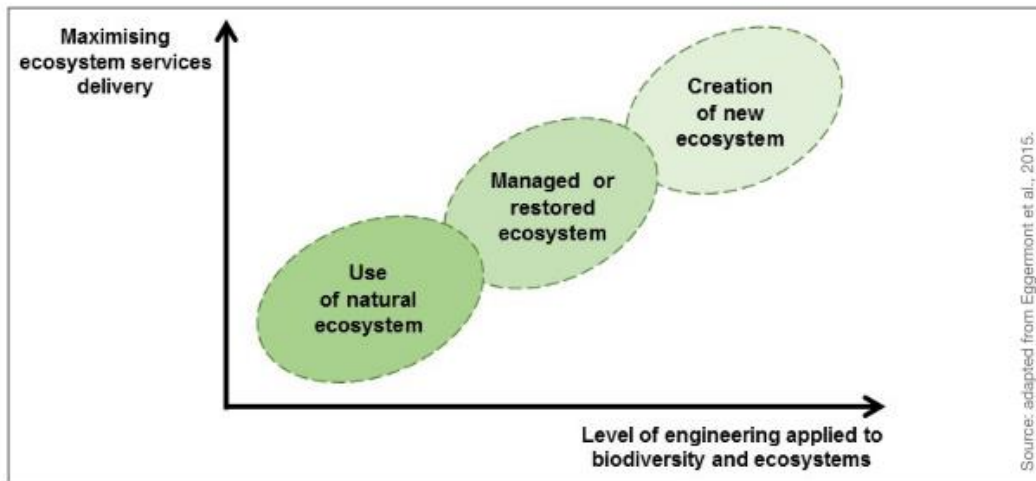 Maximising
ecosystem services
delivery
Creation
of new
ecosystem
Managed or
restored
ecosystem
Use
of natural
ecosystem
Level of engineering applied to
biodiversity and ecosystems
Source: adapted from Eggermont et al., 2015.